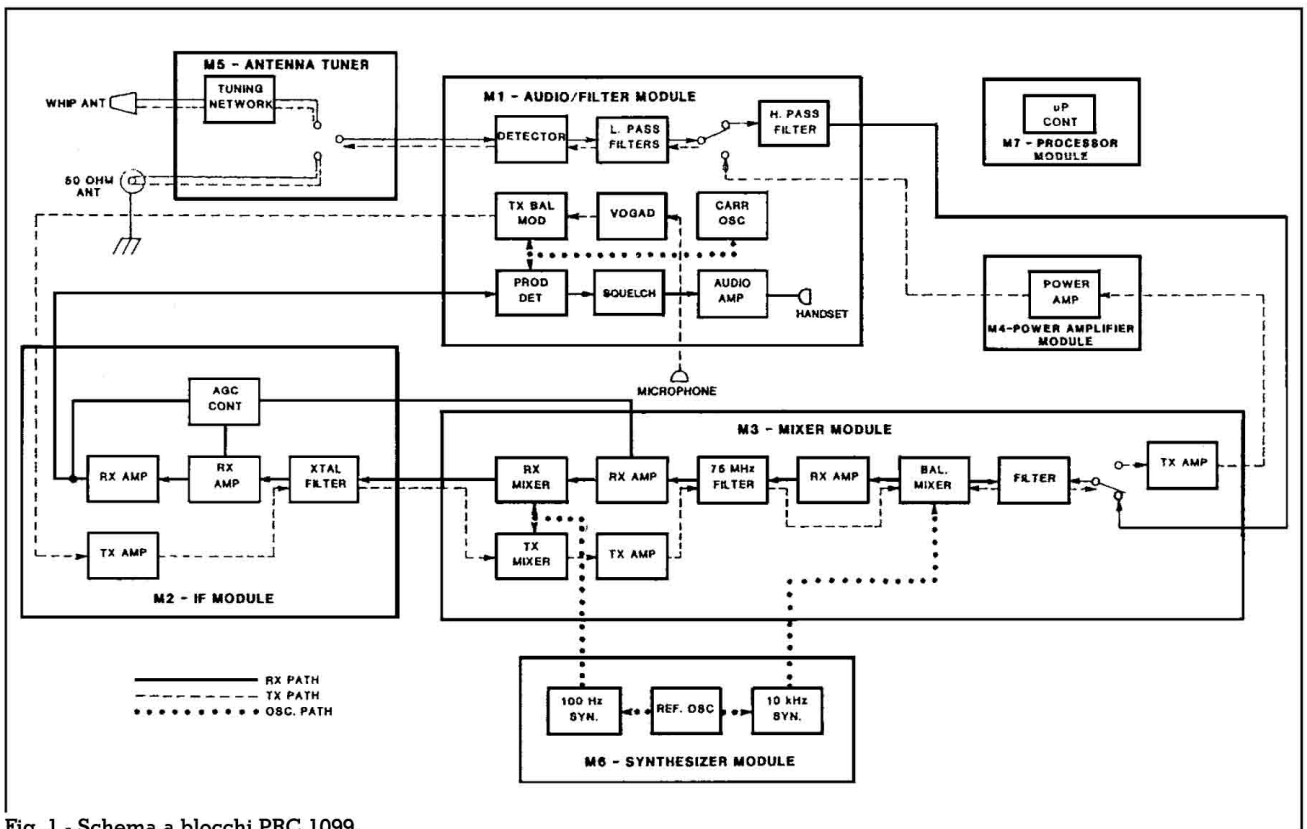 M5 - ANTENNA TUNER
TUNING
NETWORK
WHIP ANT
50 OHM
ANT
M1 - AUDIO/FILTER MODULE
DETECTOR
L. PASS
FILTERS
H. PASS
FILTER
TX BAL
MOD
VOGAD
CARR
OSC
PROD
DET
SQUELCH
AUDIO
AMP
HANDSET
MICROPHONE
uP
CONT
M7 - PROCESSOR
MODULE
POWER
AMP
M4-POWER AMPLIFIER
MODULE
AGC
CONT
RX AMP
RX
AMP
XTAL
FILTER
TX AMP
M2 - IF MODULE
M3 - MIXER MODULE
RX
MIXER
RX AMP
75 MHz
FILTER
RX AMP
BAL.
MIXER
FILTER
TX AMP
TX
MIXER
TX AMP
RX PATH
TX PATH
OSC. PATH
100 Hz
SYN.
REF. OSC
10 kHz
SYN.
M6 - SYNTHESIZER MODULE
Fig. 1 - Schema a blocchi PRC 1099